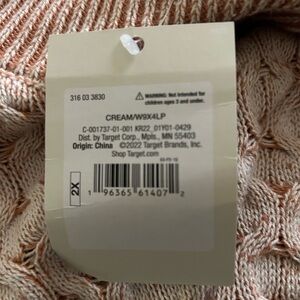 316 03 3830
WARNING: Not intended for
children ages 3 and under.
CREAM/W9X4LP
C-001737-01-001 KR22_01Y01-0429
Dist. by Target Corp., Mpls., MN 55403
Origin: China ©2022 Target Brands, Inc.
Shop Target.com
2X
1 96365 61407 2